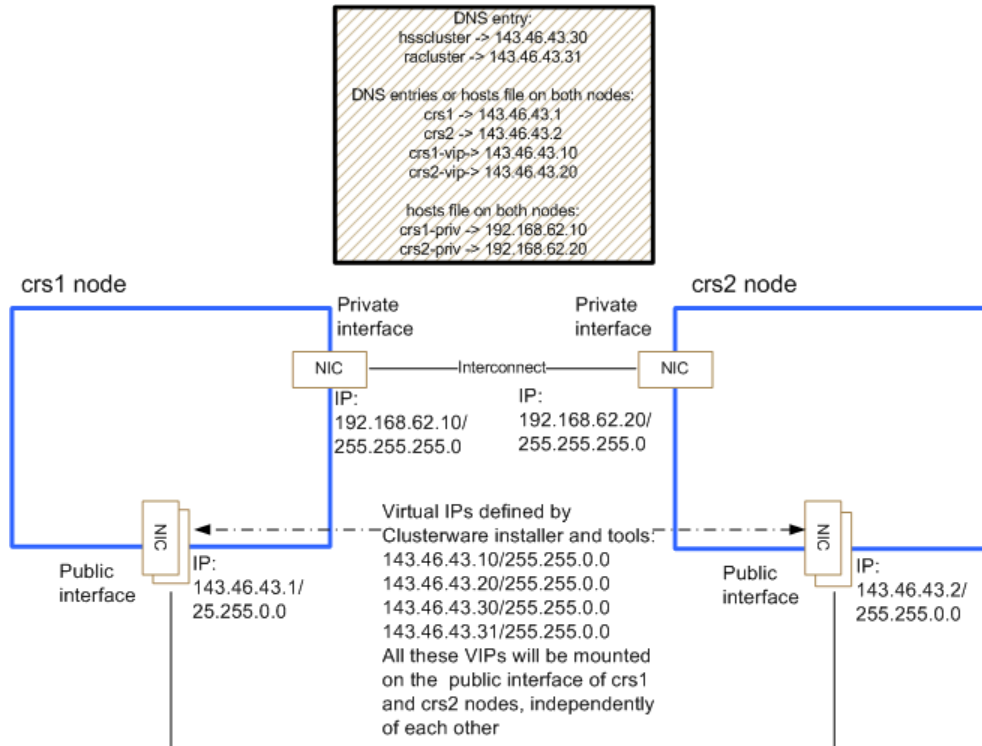 DNS entry:
hsscluster -> 143.46.43.30
racluster -> 143.46.43.31
DNS entries or hosts file on both nodes:
crs1 -> 143.46.43.1
crs2 -> 143.46.43.2
crs1-vip-> 143.46.43.10
crs2-vip-> 143.46.43.20
hosts file on both nodes:
crs1-priv -> 192.168.62.10
crs2-priv -> 192.168.62.20
crs1 node
crs2 node
Private
interface
Private
interface
NIC
Interconnect
NIC
IP:
192.168.62.10/
255.255.255.0
IP:
192.168.62.20/
255.255.255.0
NIC
Public
interface
IP:
143.46.43.1/
25.255.0.0
Virtual IPs defined by
Clusterware installer and tools:
143.46.43.10/255.255.0.0
143.46.43.20/255.255.0.0
143.46.43.30/255.255.0.0
143.46.43.31/255.255.0.0
All these VIPs will be mounted
on the public interface of crs1
and crs2 nodes, independently
of each other
NIC
Public
interface
IP:
143.46.43.2/
255.255.0.0